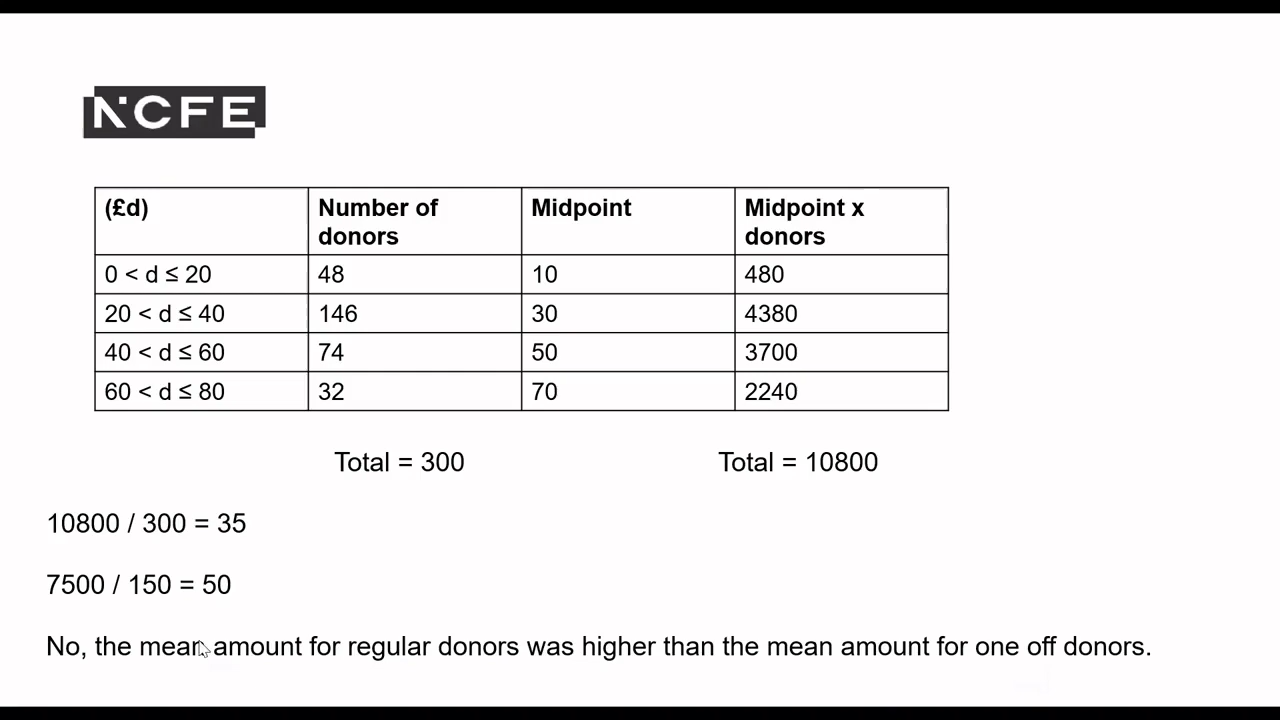 NCFE
(£d) Number of donors Midpoint Midpoint x donors
0 < d ≤ 20 48 10 480
20 < d ≤ 40 146 30 4380
40 < d ≤ 60 74 50 3700
60 < d ≤ 80 32 70 2240
Total = 300 Total = 10800
10800 / 300 = 35
7500 / 150 = 50
No, the mean amount for regular donors was higher than the mean amount for one off donors.